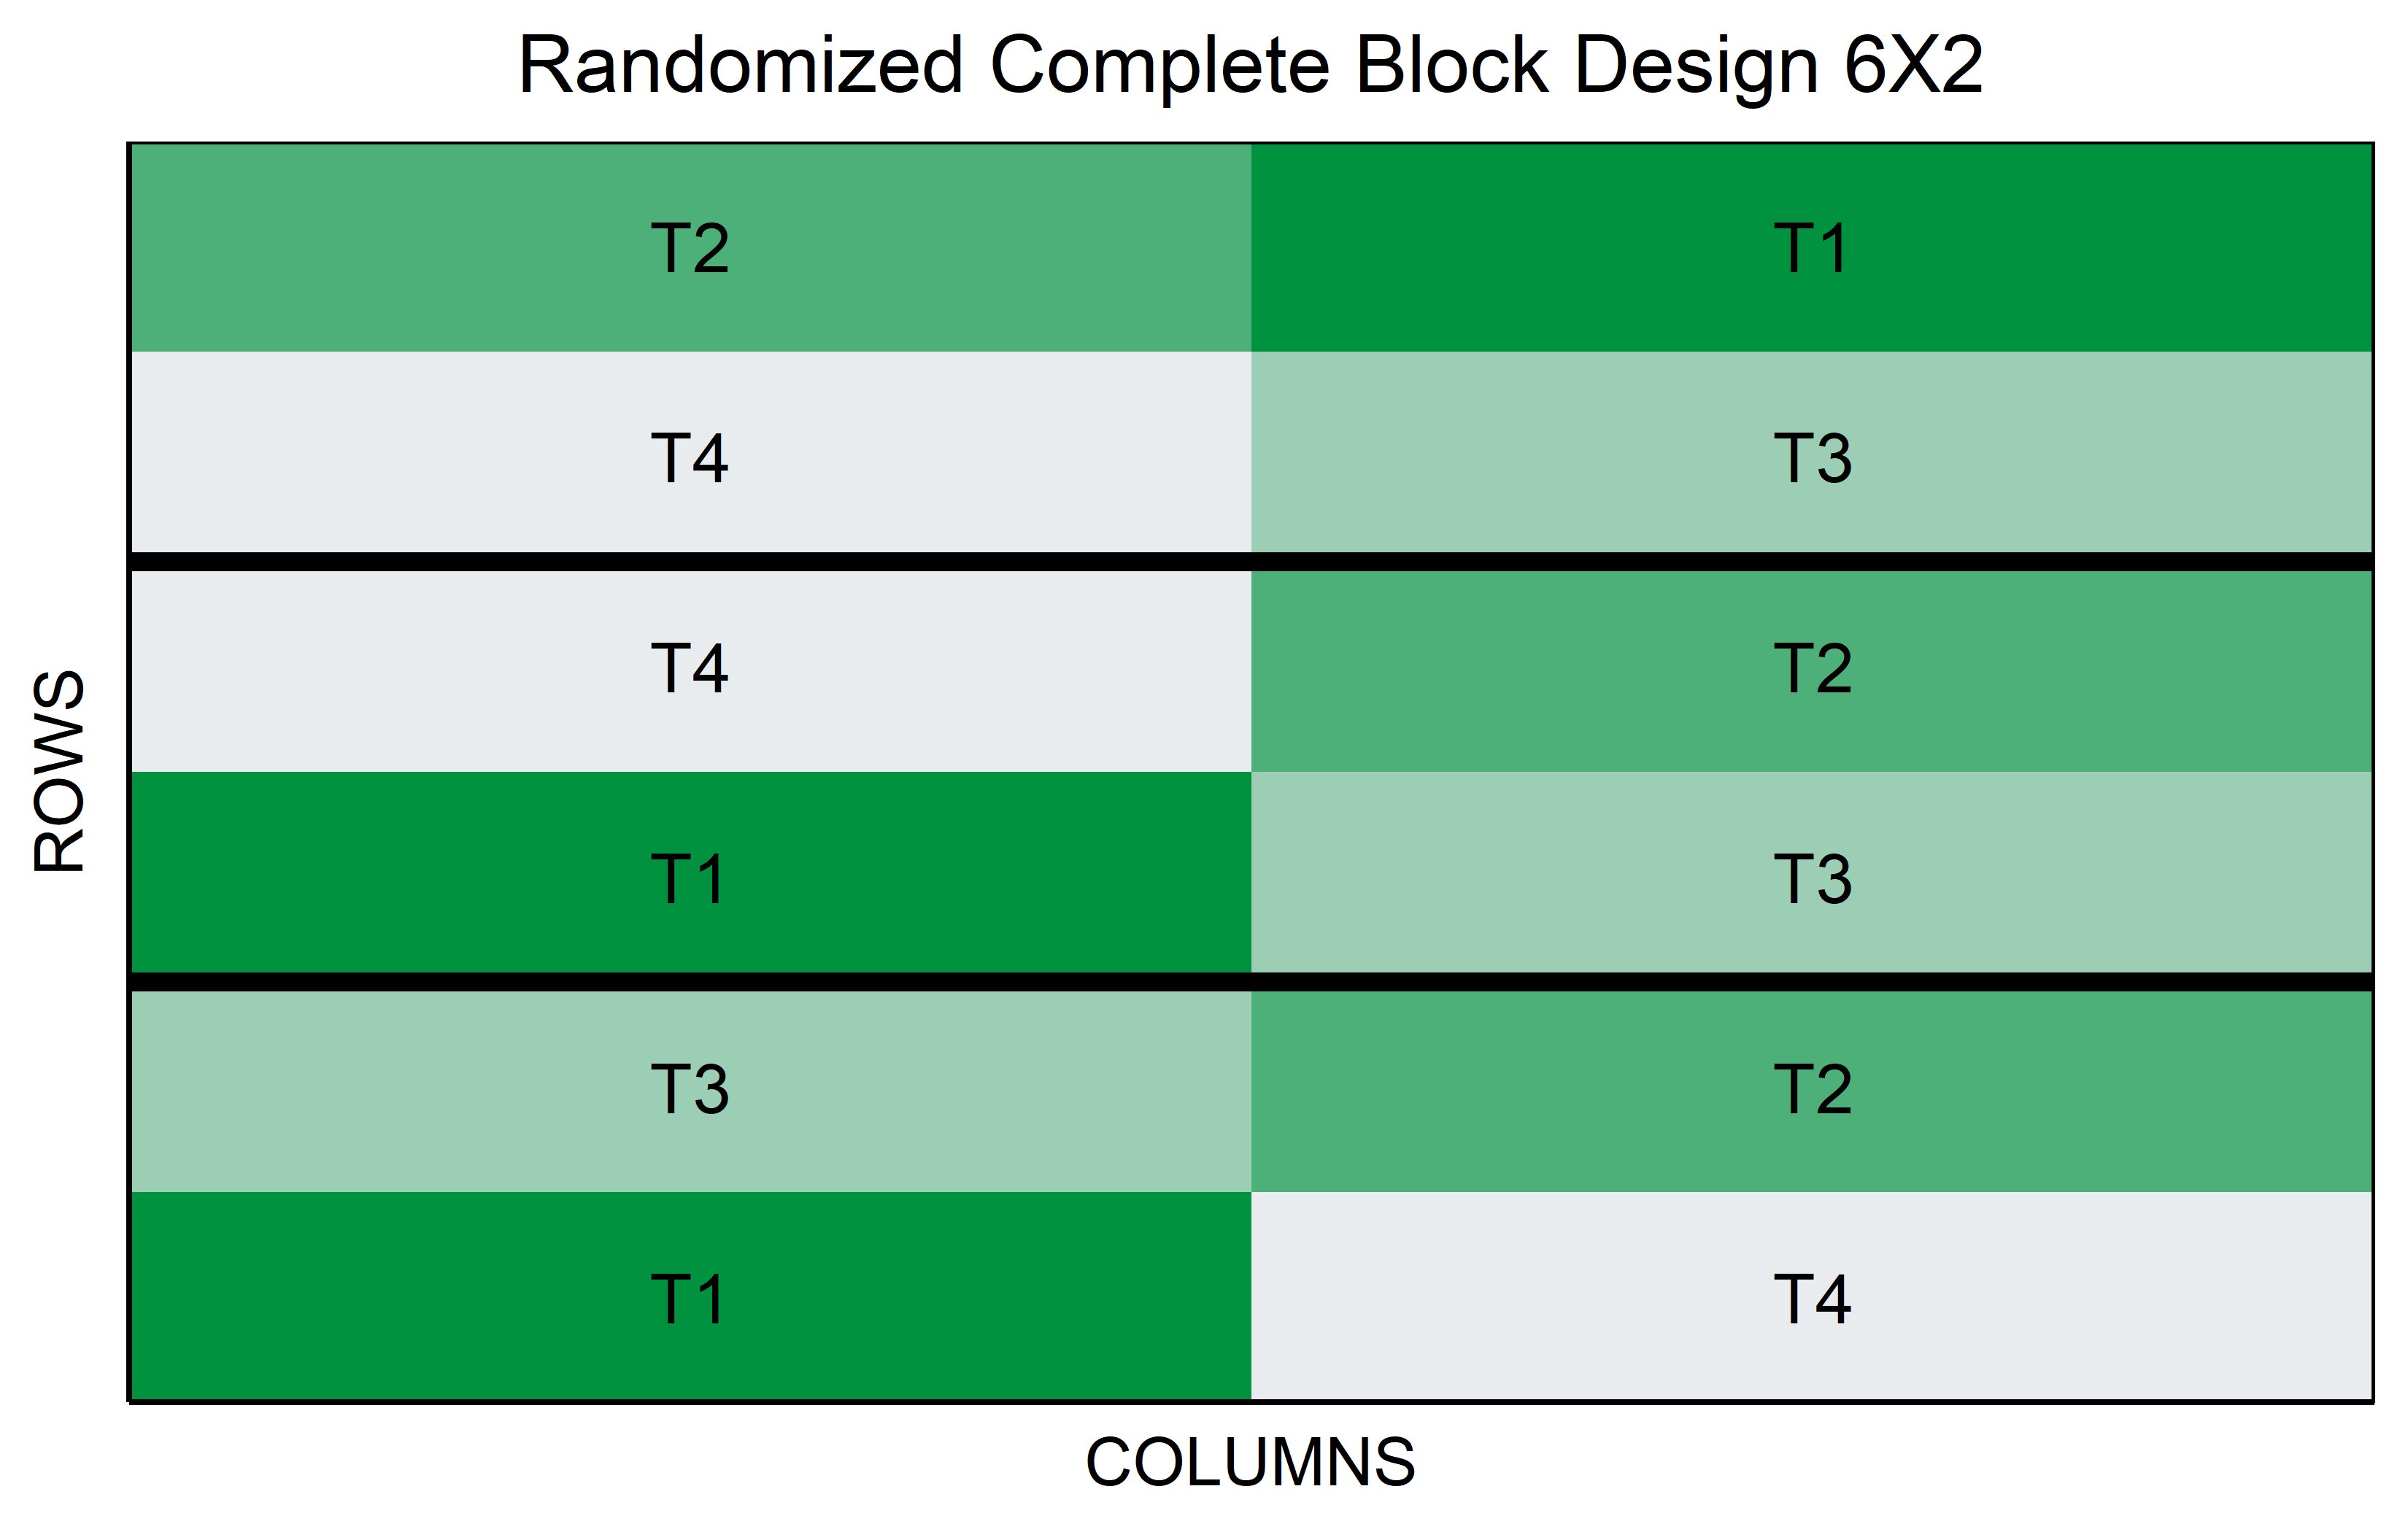 Randomized Complete Block Design 6X2
T2 T1
T4 T3
T4 T2
T1 T3
T3 T2
T1 T4
ROWS
COLUMNS